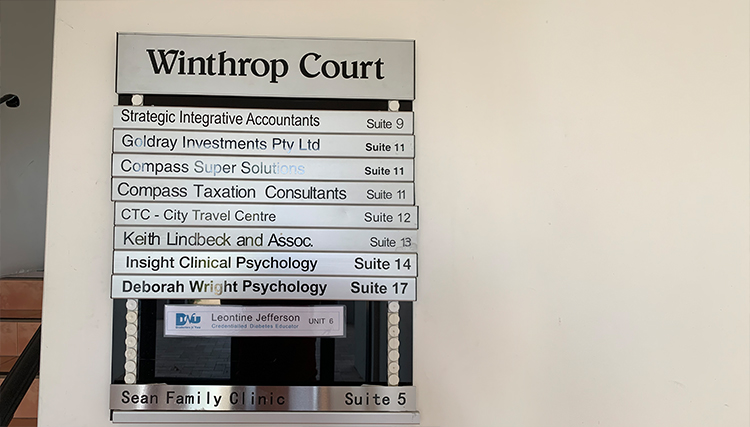 Winthrop Court
Strategic Integrative Accountants Suite 9
Goldray Investments Pty Ltd Suite 11
Compass Super Solutions Suite 11
Compass Taxation Consultants Suite 11
CTC - City Travel Centre Suite 12
Keith Lindbeck and Assoc. Suite 13
Insight Clinical Psychology Suite 14
Deborah Wright Psychology Suite 17
Leontine Jefferson UNIT 6
Credentialled Diabetes Educator
Sean Family Clinic Suite 5